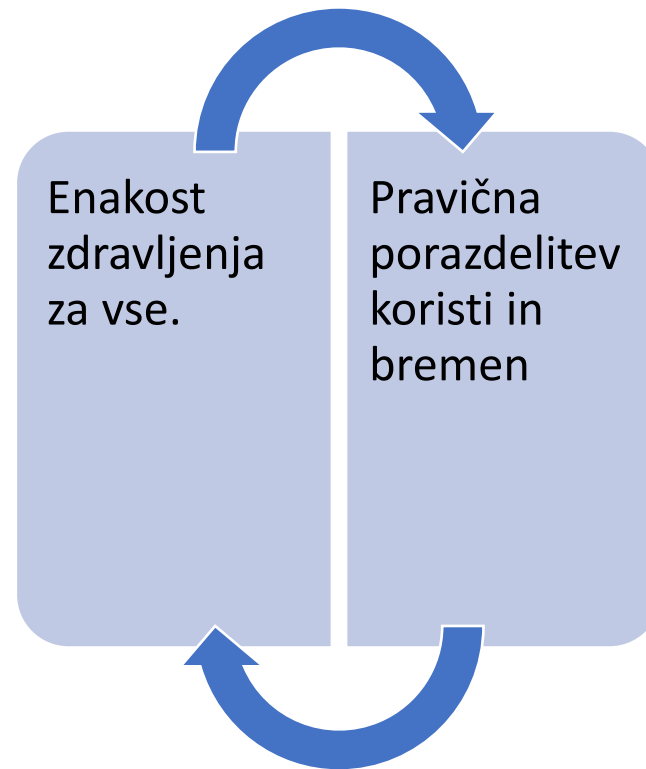 Enakost
zdravljenja
za vse.
Pravična
porazdelitev
koristi in
bremen